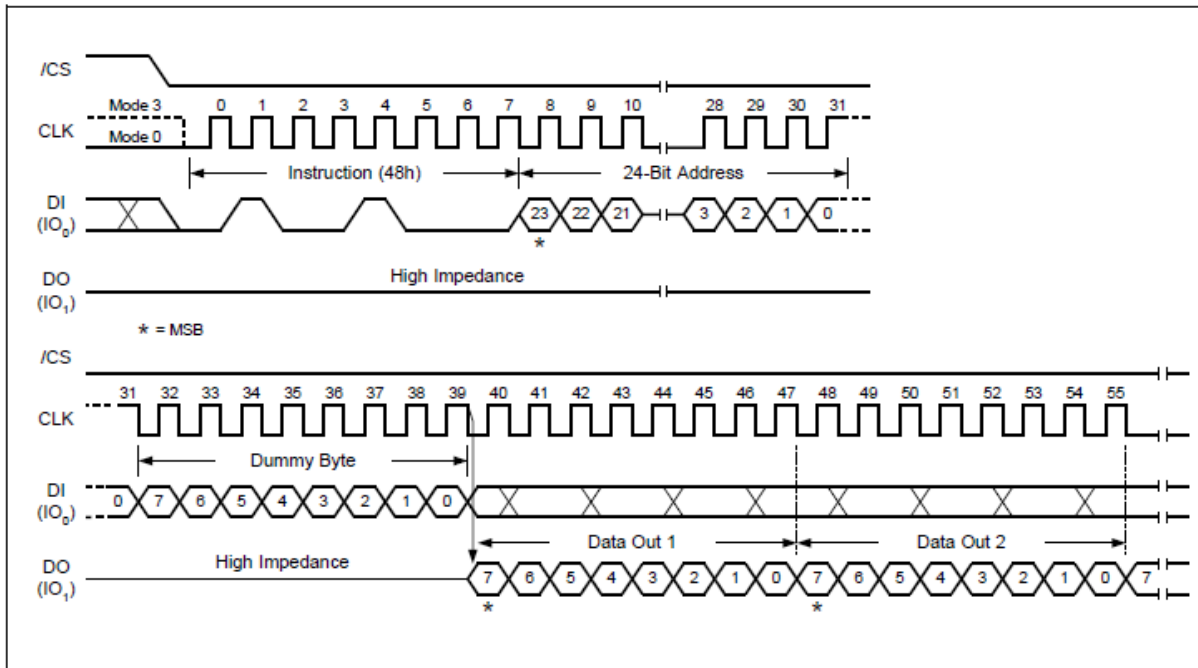 /CS
Mode 3 0 1 2 3 4 5 6 7 8 9 10 28 29 30 31
CLK
Mode 0
Instruction (48h) 24-Bit Address
DI
(IO0) 23 22 21 3 2 1 0
*
High Impedance
DO
(IO1)
* = MSB
/CS
31 32 33 34 35 36 37 38 39 40 41 42 43 44 45 46 47 48 49 50 51 52 53 54 55
CLK
Dummy Byte
DI
(IO0) 0 7 6 5 4 3 2 1 0
Data Out 1 Data Out 2
High Impedance
DO
(IO1) 7 6 5 4 3 2 1 0 7 6 5 4 3 2 1 0 7
* *